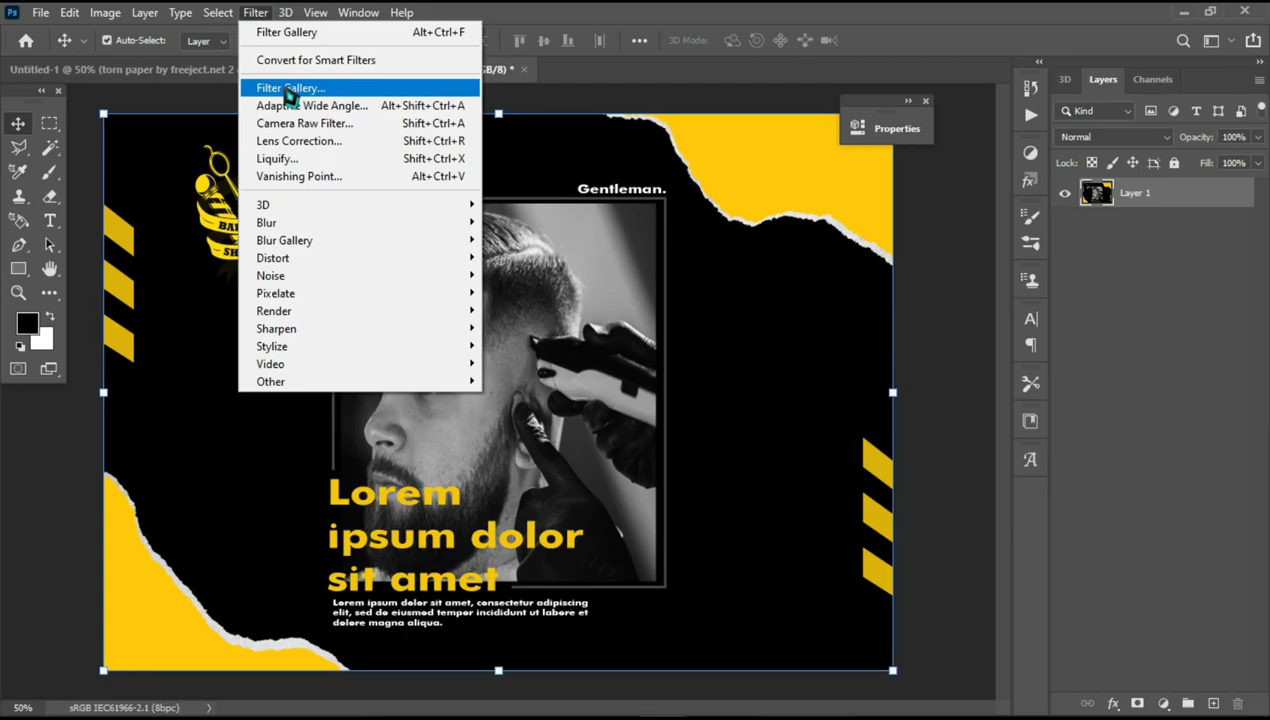 Ps File Edit Image Layer Type Select Filter 3D View Window Help
Auto-Select: Layer 3D Mode:
Untitled-1 @ 50% (torn paper by freeject.net 2 GB/8) *
Filter Gallery Alt+Ctrl+F
Convert for Smart Filters
Filter Gallery...
Adaptive Wide Angle... Alt+Shift+Ctrl+A
Camera Raw Filter... Shift+Ctrl+A
Lens Correction... Shift+Ctrl+R
Liquify... Shift+Ctrl+X
Vanishing Point... Alt+Ctrl+V
3D
Blur
Blur Gallery
Distort
Noise
Pixelate
Render
Sharpen
Stylize
Video
Other
Gentleman.
Lorem
ipsum dolor
sit amet
Lorem ipsum dolor sit amet, consectetur adipiscing
elit, sed do eiusmod tempor incididunt ut labore et
dolore magna aliqua.
Properties
3D Layers Channels
Kind
Normal Opacity: 100%
Lock: Fill: 100%
Layer 1
50% sRGB IEC61966-2.1 (8bpc)